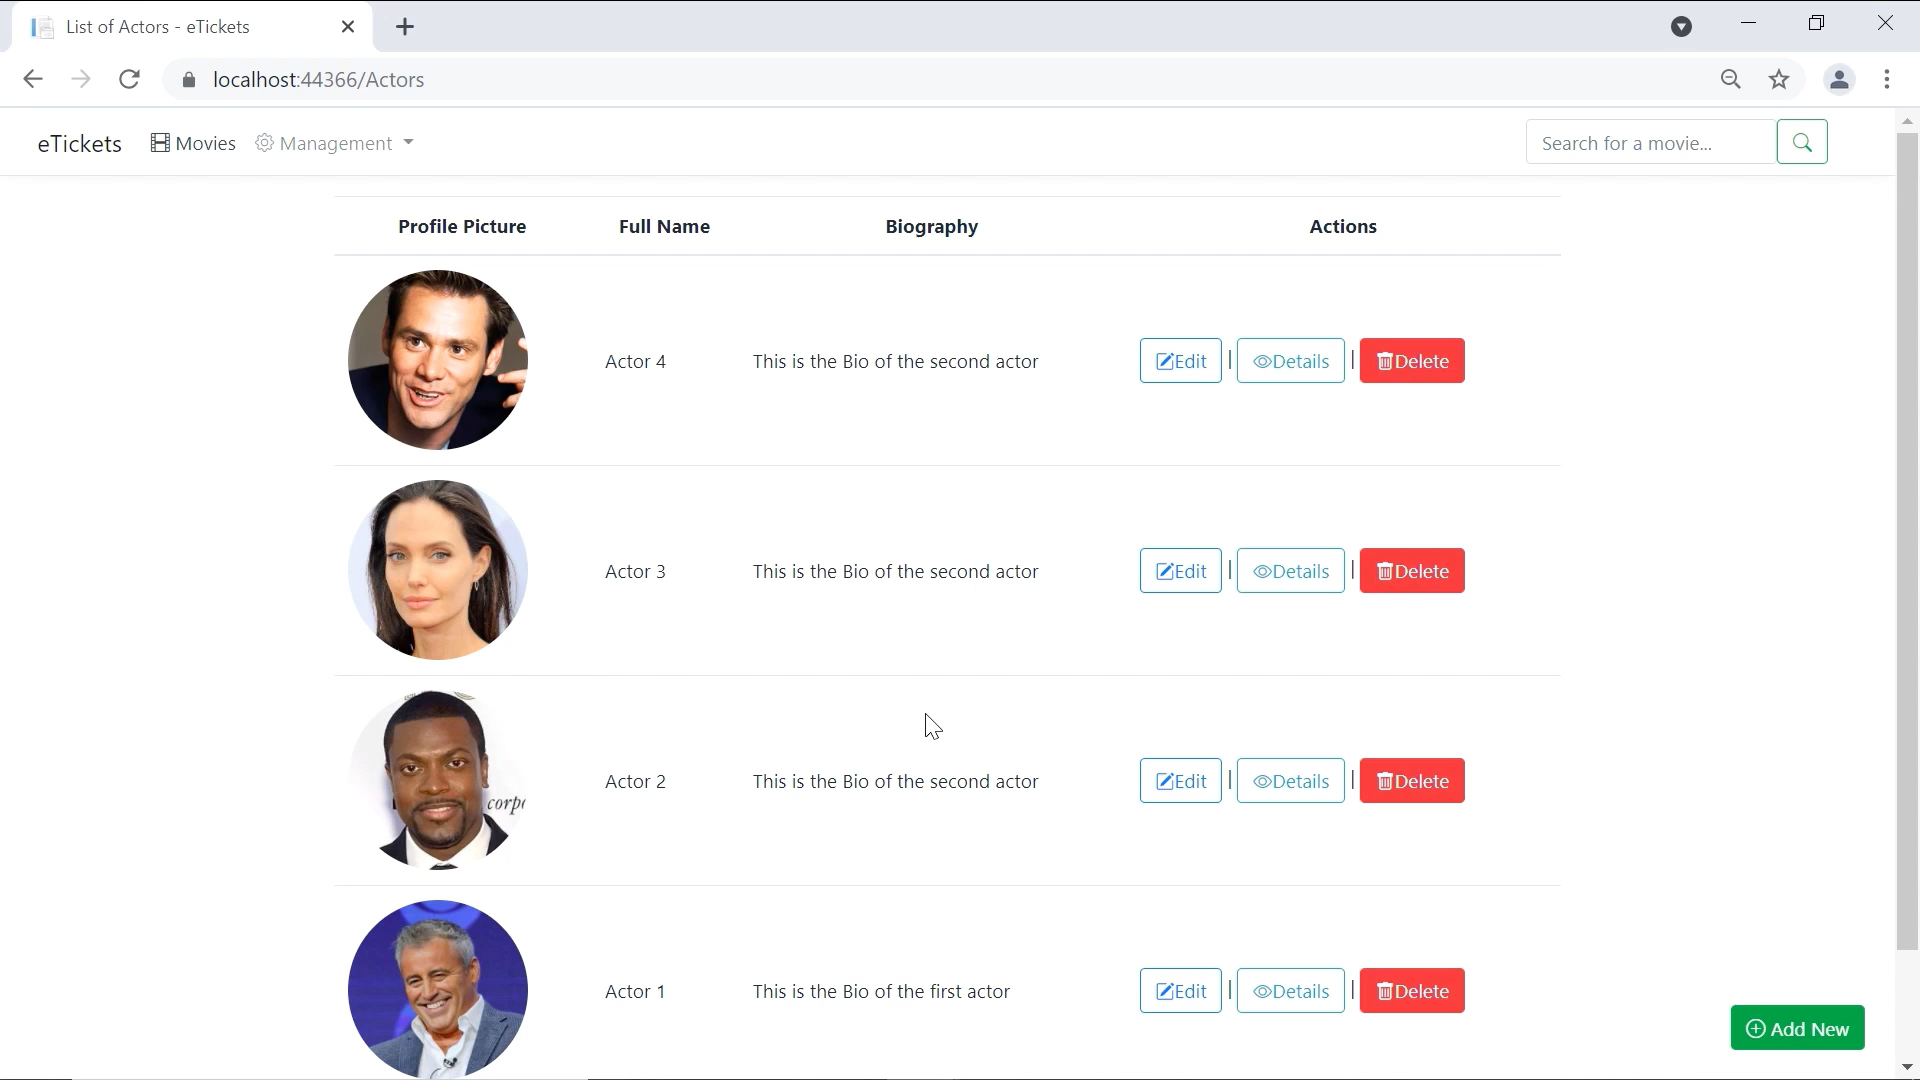 List of Actors - eTickets
localhost:44366/Actors
eTickets Movies Management Search for a movie...
Profile Picture Full Name Biography Actions
Actor 4 This is the Bio of the second actor Edit | Details | Delete
Actor 3 This is the Bio of the second actor Edit | Details | Delete
corpo
Actor 2 This is the Bio of the second actor Edit | Details | Delete
Actor 1 This is the Bio of the first actor Edit | Details | Delete
Add New